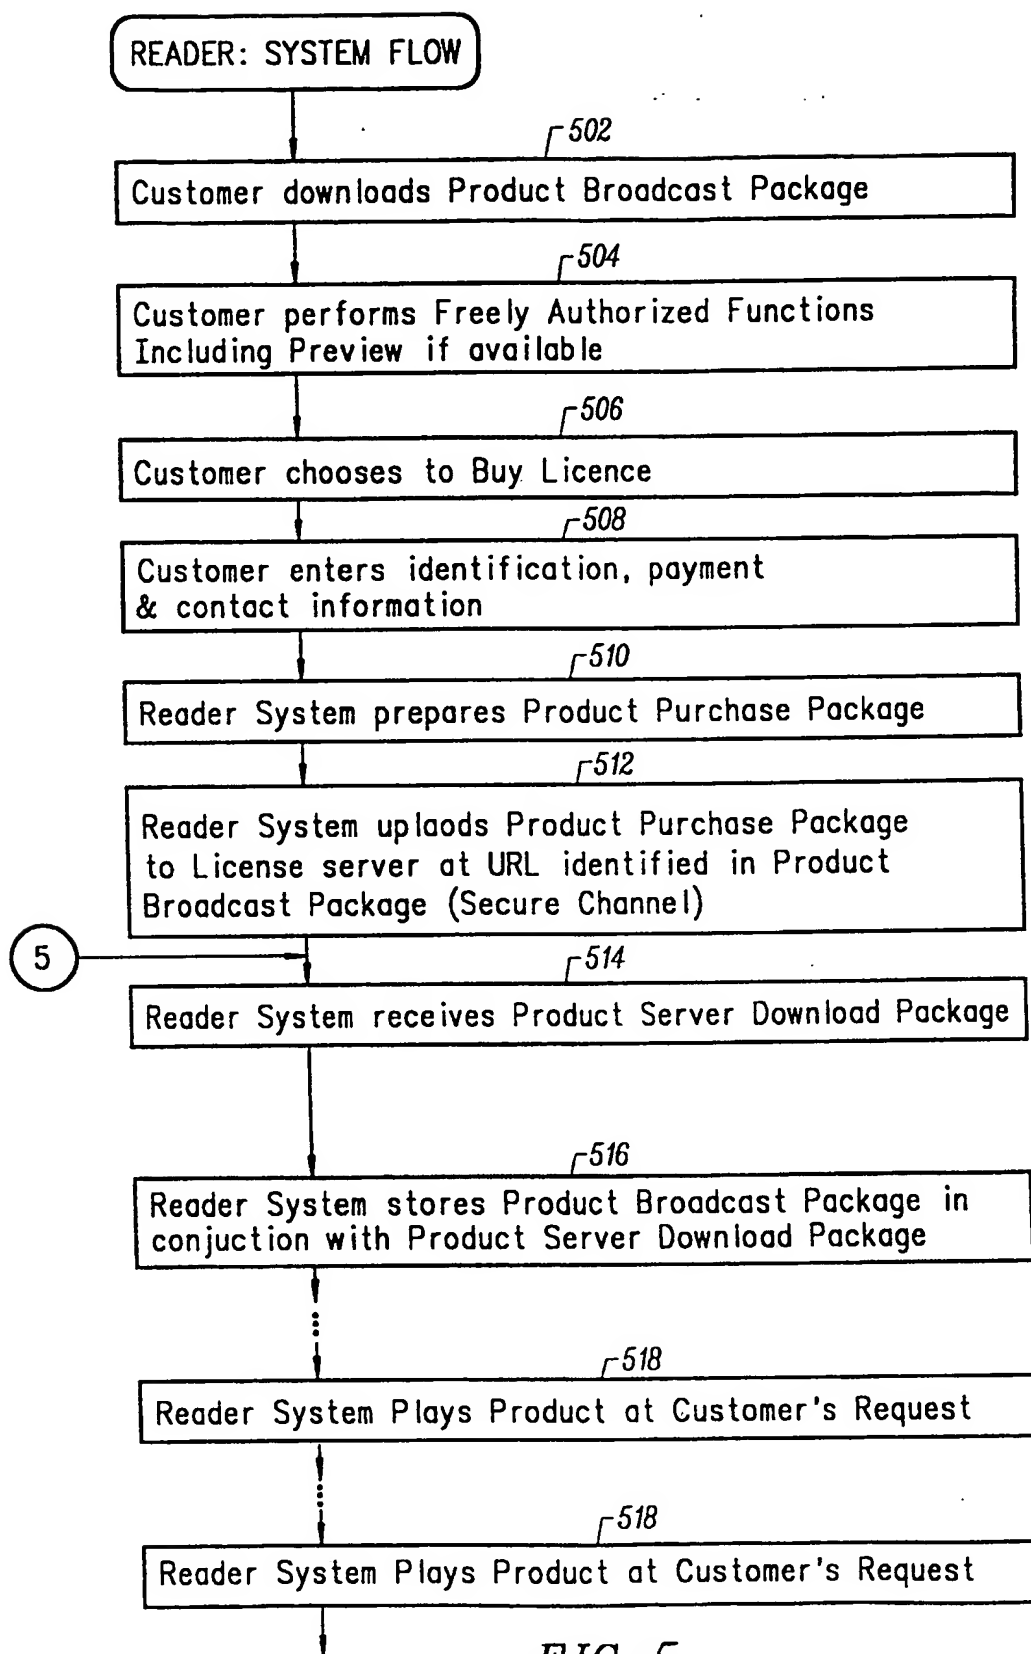 READER: SYSTEM FLOW
502
Customer downloads Product Broadcast Package
504
Customer performs Freely Authorized Functions
Including Preview if available
506
Customer chooses to Buy Licence
508
Customer enters identification, payment
& contact information
510
Reader System prepares Product Purchase Package
512
Reader System uplaods Product Purchase Package
to License server at URL identified in Product
Broadcast Package (Secure Channel)
5
514
Reader System receives Product Server Download Package
516
Reader System stores Product Broadcast Package in
conjuction with Product Server Download Package
518
Reader System Plays Product at Customer's Request
518
Reader System Plays Product at Customer's Request
FIG. 5